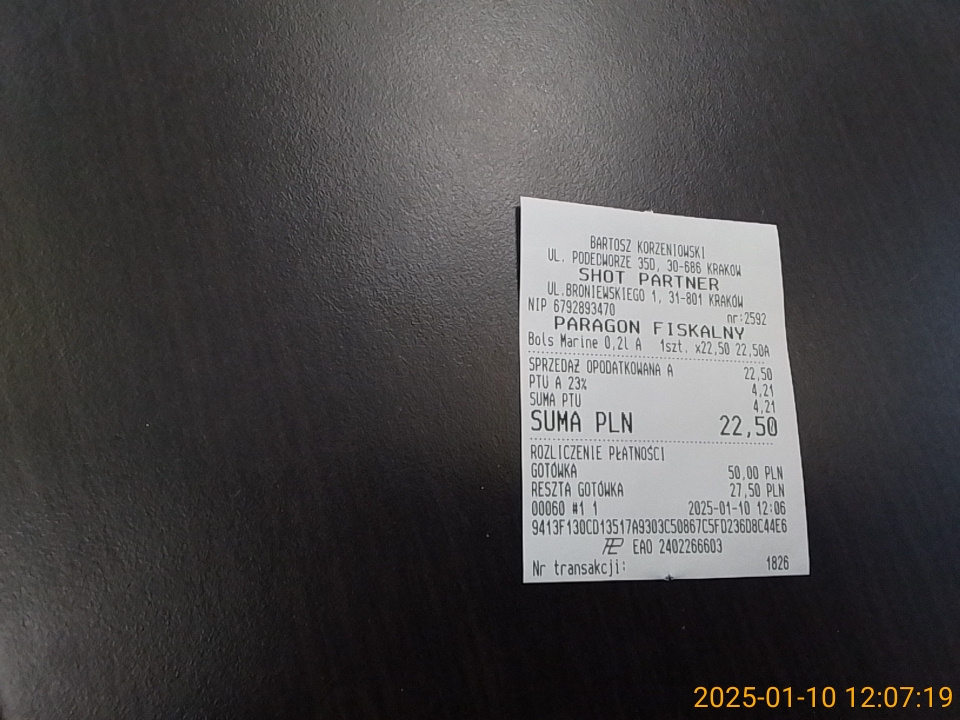 BARTOSZ KORZENIOWSKI
UL. PODEDWORZE 35D, 30-686 KRAKÓW
SHOT PARTNER
UL.BRONIEWSKIEGO 1, 31-801 KRAKÓW
NIP 6792893470 nr:2592
PARAGON FISKALNY
Bols Marine 0,2l A 1szt. x22,50 22,50A
SPRZEDAŻ OPODATKOWANA A 22,50
PTU A 23% 4,21
SUMA PTU 4,21
SUMA PLN 22,50
ROZLICZENIE PŁATNOŚCI
GOTÓWKA 50,00 PLN
RESZTA GOTÓWKA 27,50 PLN
00060 #1 1 2025-01-10 12:06
9413F130CD13517A9303C50867C5FD236D8C44E6
EAO 2402266603
Nr transakcji: 1826
2025-01-10 12:07:19